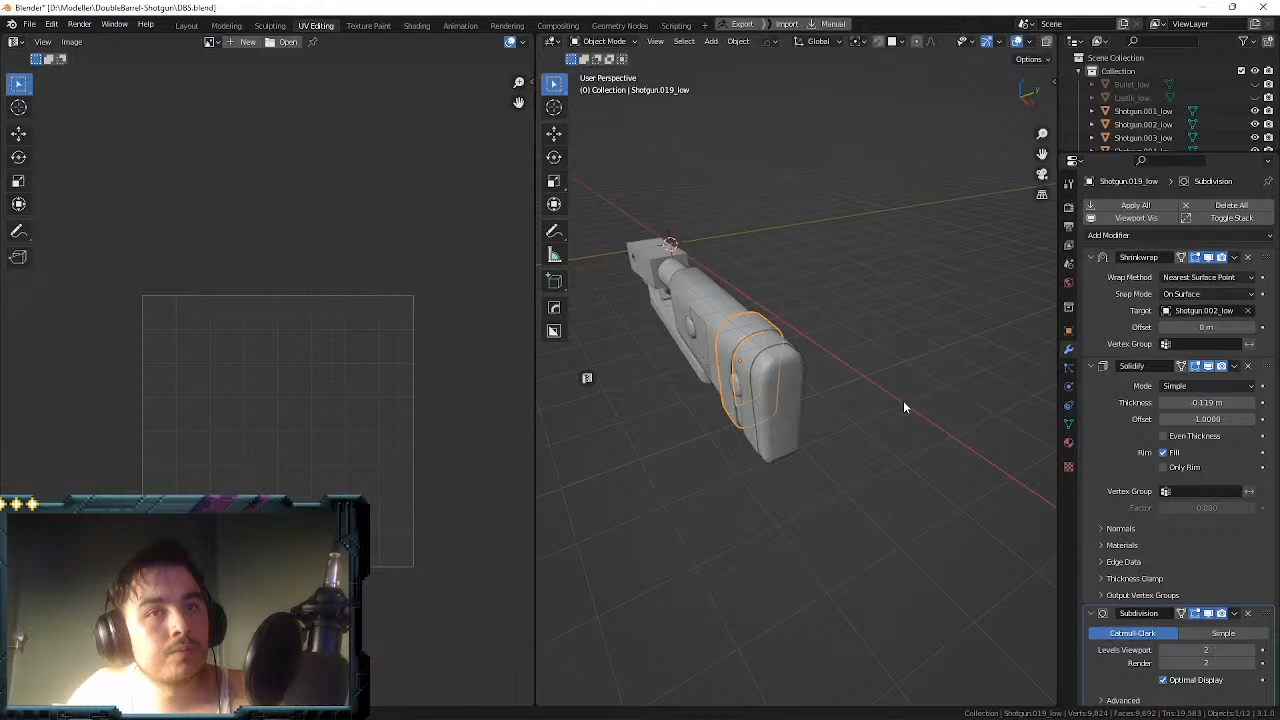 Blender* [D:\Modeller\DoubleBarrel-Shotgun\DBS.blend]
File Edit Render Window Help Layout Modeling Sculpting UV Editing Texture Paint Shading Animation Rendering Compositing Geometry Nodes Scripting + Export Import Manual Scene ViewLayer
View Image New Open Object Mode View Select Add Object Global
Options
User Perspective
(0) Collection | Shotgun.019_low
Scene Collection
Collection
Bullet_low
Lastik_low
Shotgun.001_low
Shotgun.002_low
Shotgun.003_low
Shotgun.019_low > Subdivision
Apply All Delete All
Viewport Vis Toggle Stack
Add Modifier
Shrinkwrap
Wrap Method Nearest Surface Point
Snap Mode On Surface
Target Shotgun.002_low
Offset 0 m
Vertex Group
Solidify
Mode Simple
Thickness -0.119 m
Offset -1.0000
Even Thickness
Rim Fill
Only Rim
Vertex Group
Factor 0.000
Normals
Materials
Edge Data
Thickness Clamp
Output Vertex Groups
Subdivision
Catmull-Clark Simple
Levels Viewport 2
Render 2
Optimal Display
Advanced
Collection | Shotgun.019_low | Verts:9,824 | Faces:9,692 | Tris:19,583 | Objects:1/12 | 3.1.0